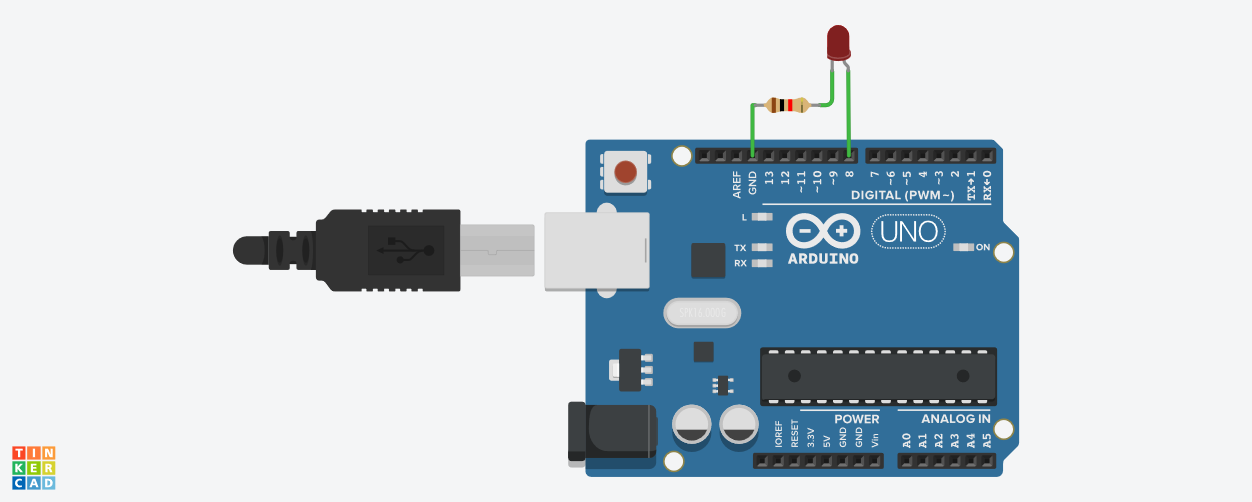 AREF
GND
13
12
~11
~10
~9
8
7
~6
~5
4
~3
2
TX→1
RX←0
DIGITAL (PWM~)
L
TX
RX
ARDUINO
UNO
ON
POWER
ANALOG IN
IOREF
RESET
3.3V
5V
GND
GND
Vin
A0
A1
A2
A3
A4
A5
TIN
KER
CAD